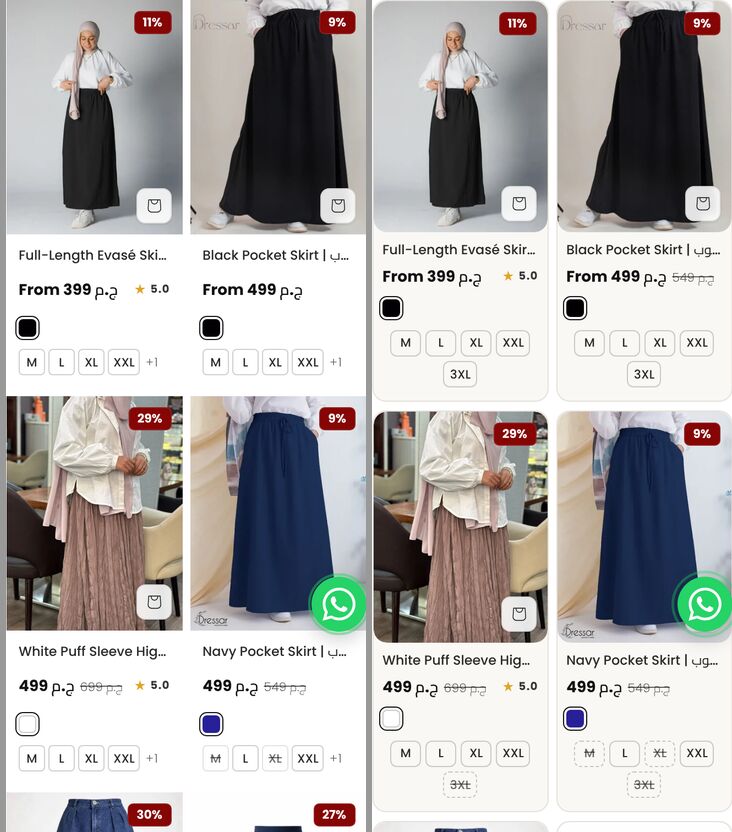 11%
Full-Length Evasé Ski...
From 399 ج.م
★ 5.0
M L XL XXL +1
Dressar
9%
Black Pocket Skirt | وب...
From 499 ج.م
M L XL XXL +1
11%
Full-Length Evasé Skir...
From 399 ج.م
★ 5.0
M L XL XXL
3XL
Dressar
9%
Black Pocket Skirt | وب...
From 499 ج.م 549 ج.م
M L XL XXL
3XL
29%
White Puff Sleeve Hig...
499 ج.م 699 ج.م ★ 5.0
M L XL XXL +1
9%
Dressar
Navy Pocket Skirt | وب...
499 ج.م 549 ج.م
M L XL XXL +1
29%
White Puff Sleeve Hig...
499 ج.م 699 ج.م ★ 5.0
M L XL XXL
3XL
9%
Dressar
Navy Pocket Skirt | وب...
499 ج.م 549 ج.م
M L XL XXL
3XL
30%
27%